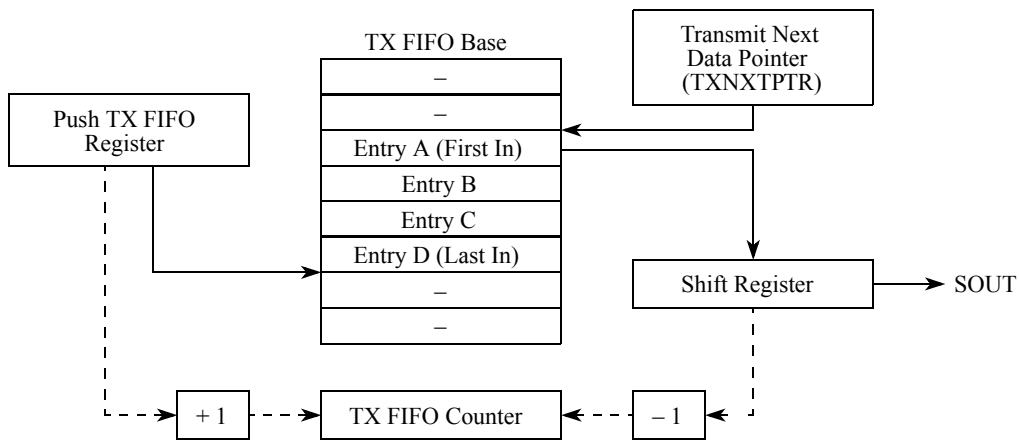 TX FIFO Base
Transmit Next
Data Pointer
(TXNXTPTR)
Push TX FIFO
Register
–
–
Entry A (First In)
Entry B
Entry C
Entry D (Last In)
–
–
Shift Register
SOUT
+ 1
TX FIFO Counter
– 1